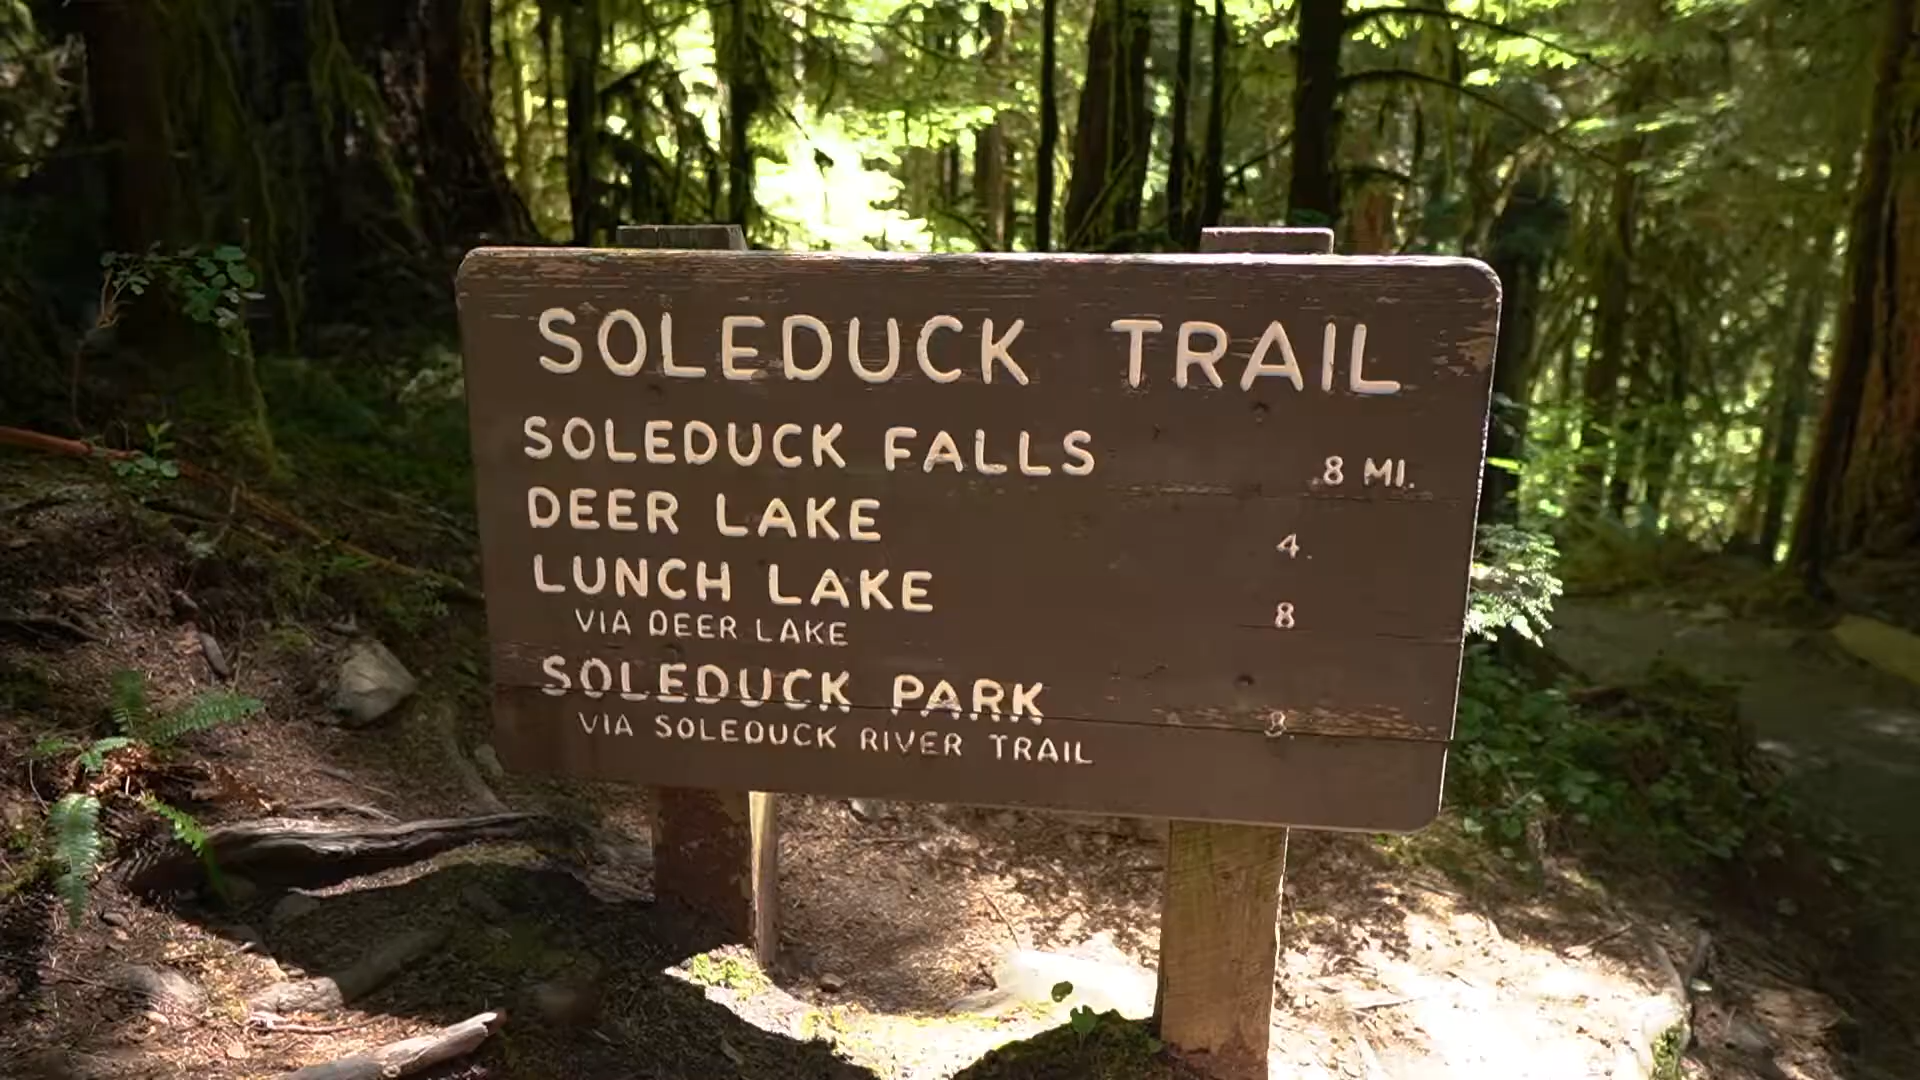 SOLEDUCK TRAIL
SOLEDUCK FALLS .8 MI.
DEER LAKE 4.
LUNCH LAKE 8
VIA DEER LAKE
SOLEDUCK PARK 8.
VIA SOLEDUCK RIVER TRAIL